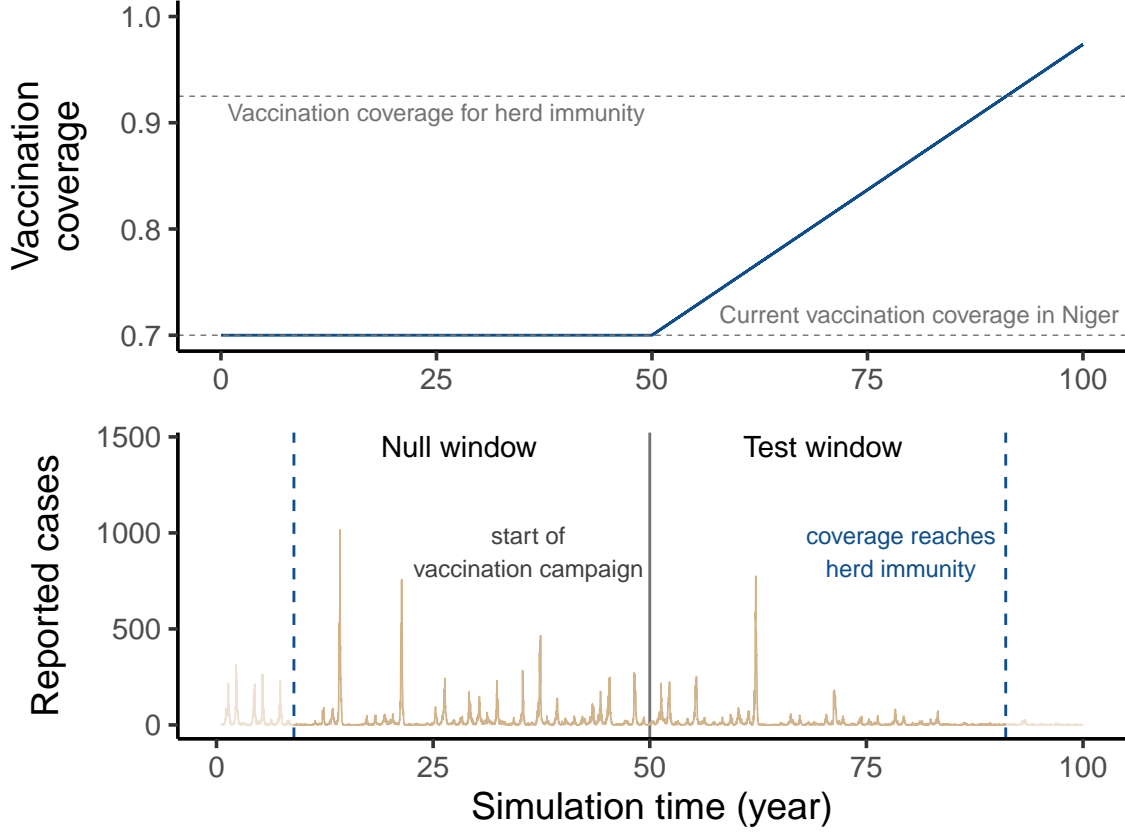 Vaccination
coverage
1.0
0.9
0.8
0.7
Vaccination coverage for herd immunity
Current vaccination coverage in Niger
0 25 50 75 100
Reported cases
1500
1000
500
0
Null window
Test window
start of
vaccination campaign
coverage reaches
herd immunity
0 25 50 75 100
Simulation time (year)